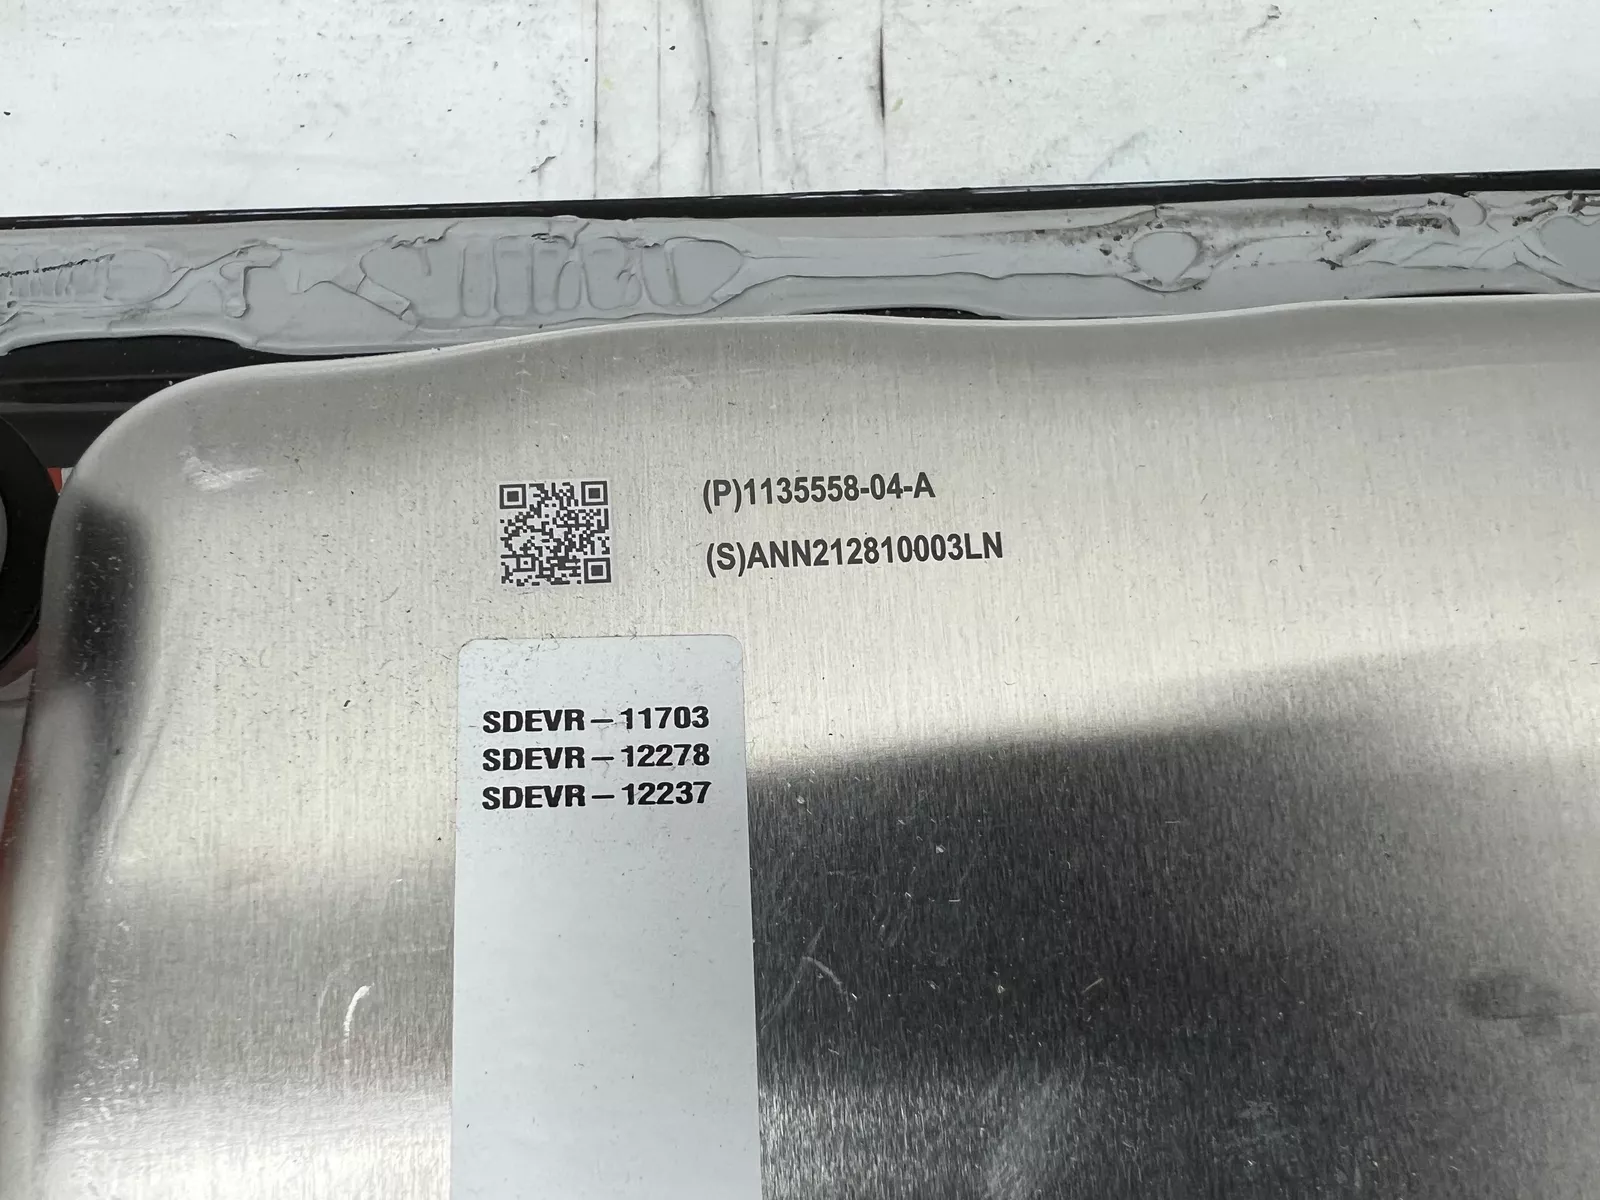 (P)1135558-04-A
(S)ANN212810003LN
SDEVR-11703
SDEVR-12278
SDEVR-12237